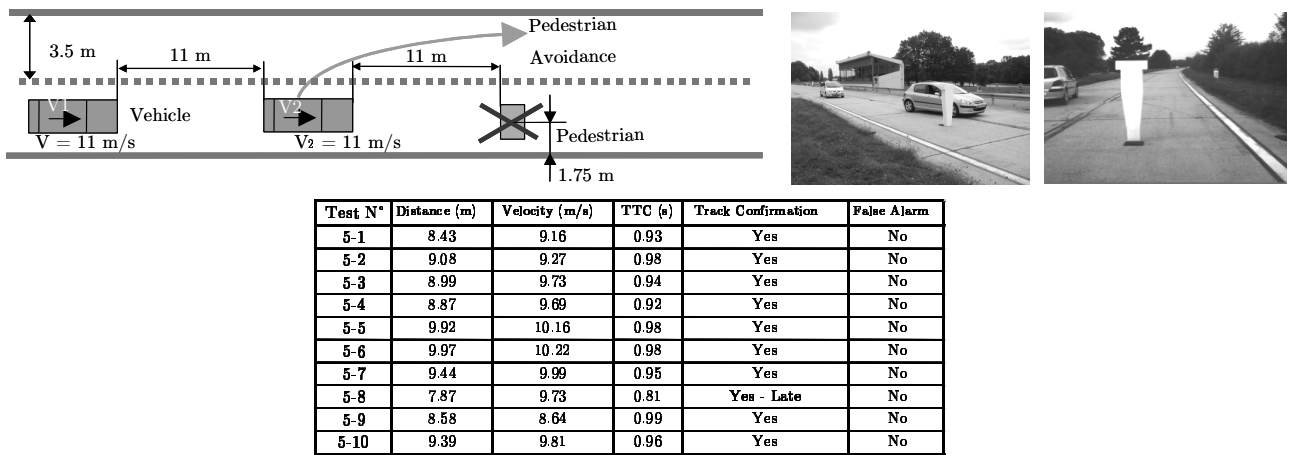 Pedestrian
3.5 m
11 m
11 m
Avoidance
V1
Vehicle
V2
Pedestrian
V = 11 m/s
V2 = 11 m/s
1.75 m
Test N° Distance (m) Velocity (m/s) TTC (s) Track Confirmation False Alarm
5-1 8.43 9.16 0.93 Yes No
5-2 9.08 9.27 0.98 Yes No
5-3 8.99 9.73 0.94 Yes No
5-4 8.87 9.69 0.92 Yes No
5-5 9.92 10.16 0.98 Yes No
5-6 9.97 10.22 0.98 Yes No
5-7 9.44 9.99 0.95 Yes No
5-8 7.87 9.73 0.81 Yes - Late No
5-9 8.58 8.64 0.99 Yes No
5-10 9.39 9.81 0.96 Yes No